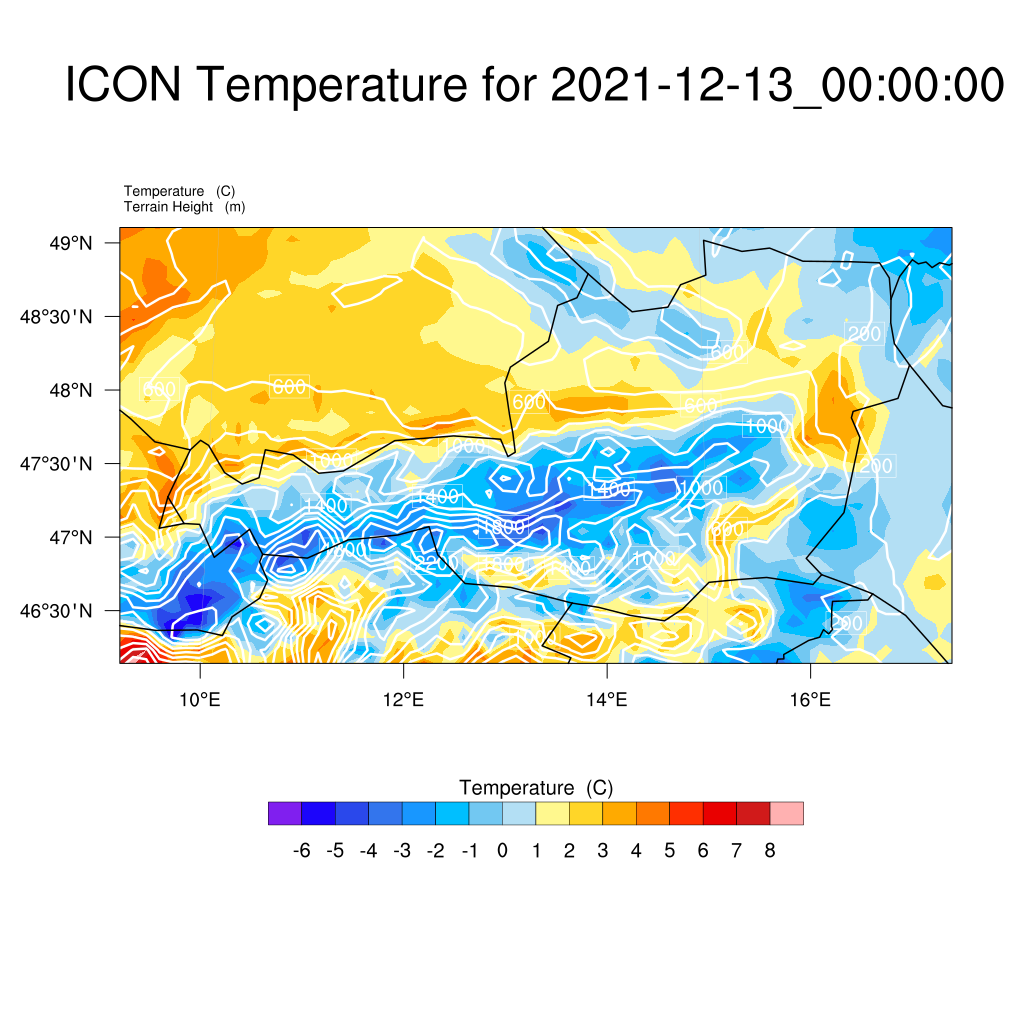 ICON Temperature for 2021-12-13_00:00:00
Temperature (C)
Terrain Height (m)
49°N
48°30'N
48°N
47°30'N
47°N
46°30'N
200
600
600
600
600
1000
1000
200
1400
1400
1400
1000
1800
600
2200
1000
200
10°E 12°E 14°E 16°E
Temperature (C)
-6 -5 -4 -3 -2 -1 0 1 2 3 4 5 6 7 8